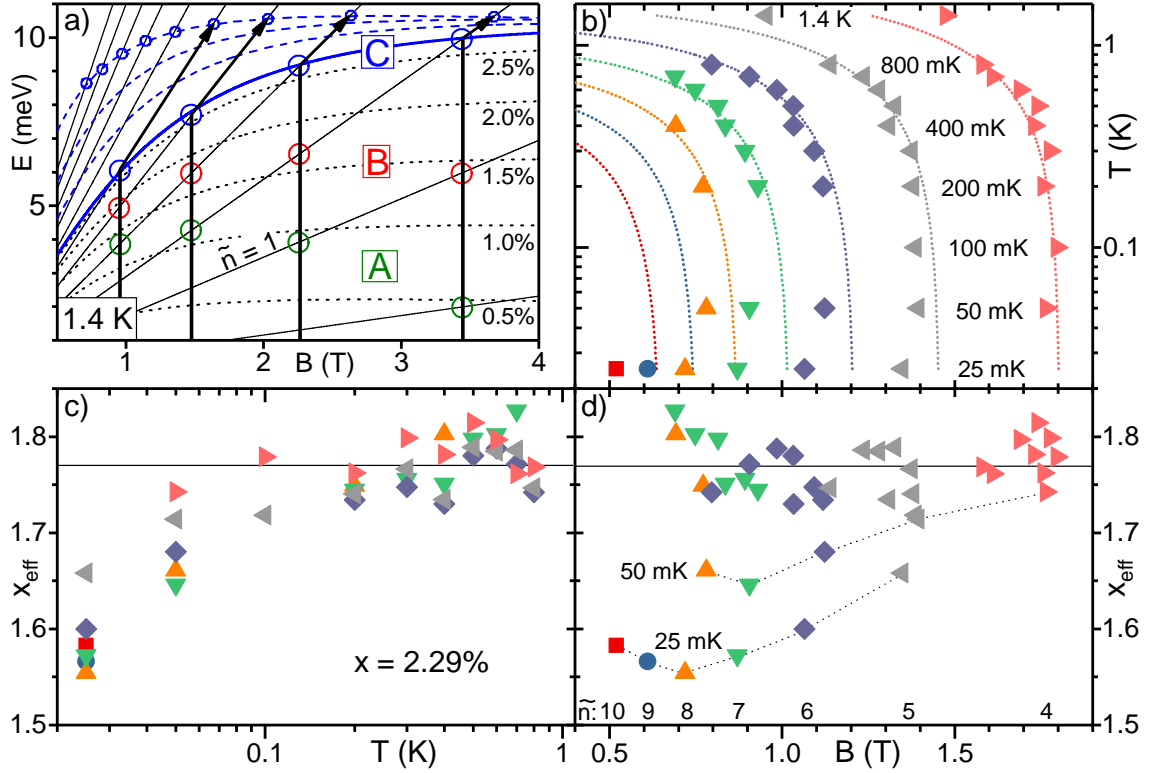 a)
10
5
E (meV)
C
B
A
2.5%
2.0%
1.5%
1.0%
0.5%
ñ = 1
1.4 K
1
2
3
4
B (T)
b)
1.4 K
800 mK
400 mK
200 mK
100 mK
50 mK
25 mK
1
0.1
T (K)
c)
1.8
1.7
1.6
1.5
x_eff
x = 2.29%
0.1
1
T (K)
d)
50 mK
25 mK
ñ: 10 9 8 7 6 5 4
0.5
1.0
1.5
B (T)
1.8
1.7
1.6
1.5
x_eff